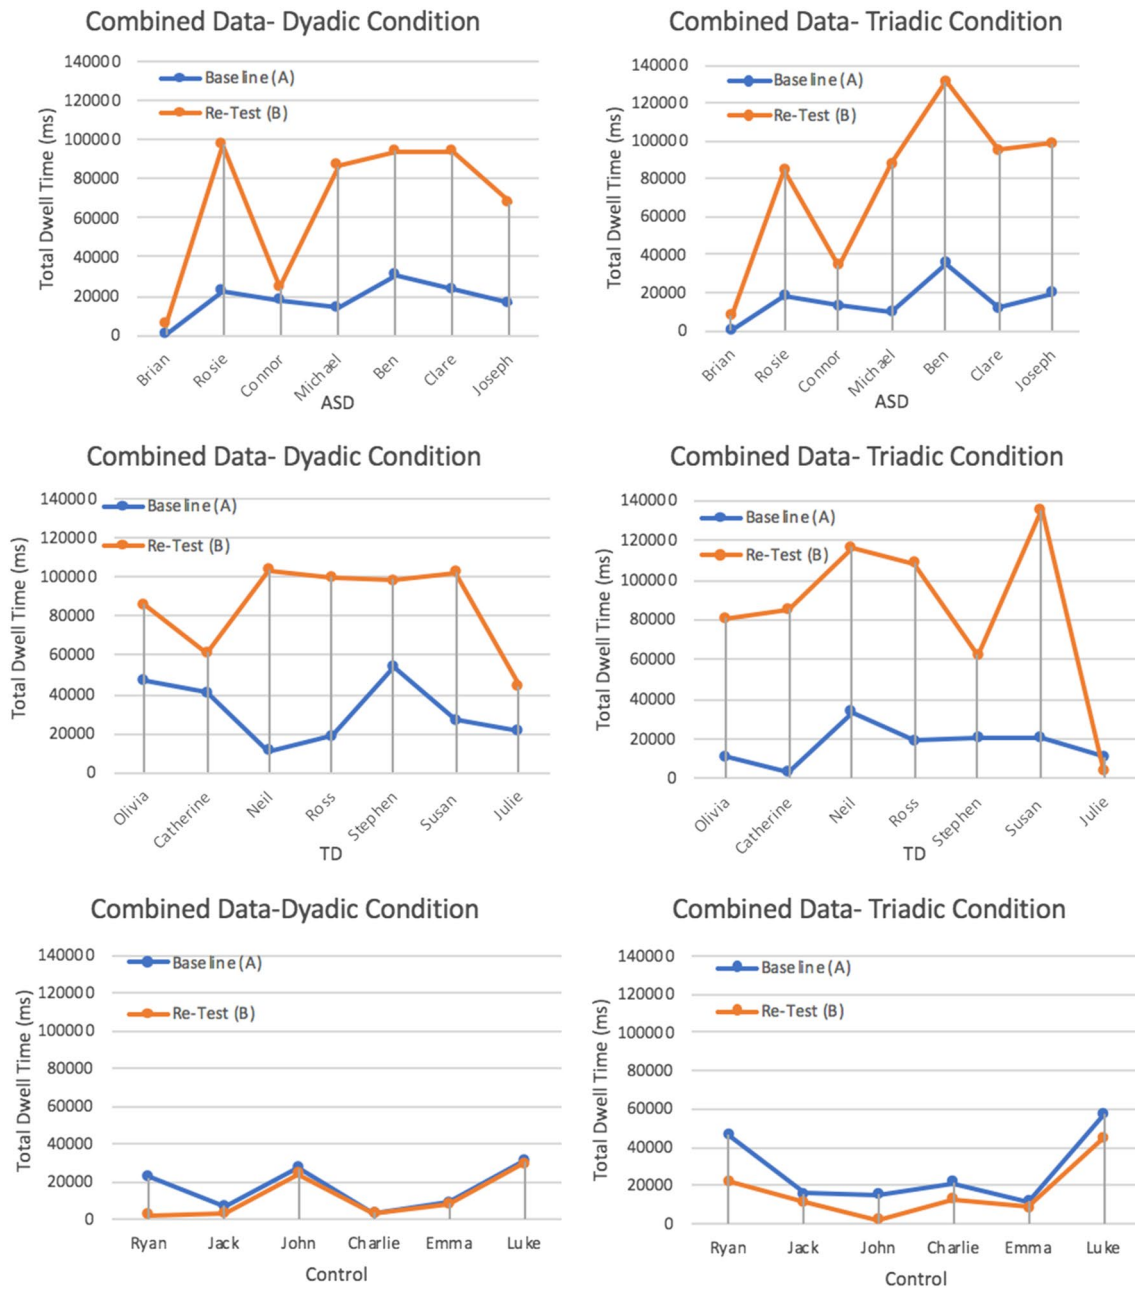 Combined Data- Dyadic Condition
140000
120000
100000
80000
60000
40000
20000
0
Total Dwell Time (ms)
Baseline (A)
Re-Test (B)
Brian
Rosie
Connor
Michael
Ben
Clare
Joseph
ASD
Combined Data- Triadic Condition
140000
120000
100000
80000
60000
40000
20000
0
Total Dwell Time (ms)
Baseline (A)
Re-Test (B)
Brian
Rosie
Connor
Michael
Ben
Clare
Joseph
ASD
Combined Data- Dyadic Condition
140000
120000
100000
80000
60000
40000
20000
0
Total Dwell Time (ms)
Baseline (A)
Re-Test (B)
Olivia
Catherine
Neil
Ross
Stephen
Susan
Julie
TD
Combined Data- Triadic Condition
140000
120000
100000
80000
60000
40000
20000
0
Total Dwell Time (ms)
Baseline (A)
Re-Test (B)
Olivia
Catherine
Neil
Ross
Stephen
Susan
Julie
TD
Combined Data-Dyadic Condition
140000
120000
100000
80000
60000
40000
20000
0
Total Dwell Time (ms)
Baseline (A)
Re-Test (B)
Ryan
Jack
John
Charlie
Emma
Luke
Control
Combined Data- Triadic Condition
140000
120000
100000
80000
60000
40000
20000
0
Total Dwell Time (ms)
Baseline (A)
Re-Test (B)
Ryan
Jack
John
Charlie
Emma
Luke
Control